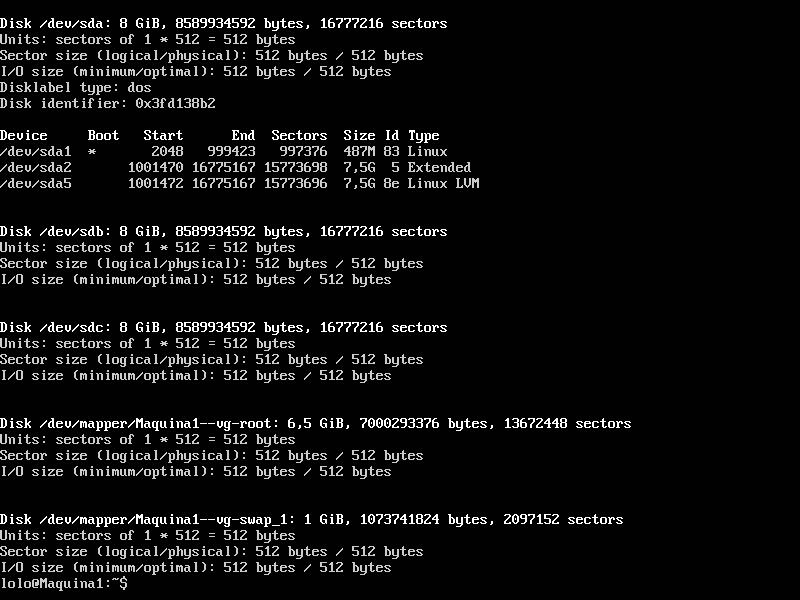 Disk /dev/sda: 8 GiB, 8589934592 bytes, 16777216 sectors
Units: sectors of 1 * 512 = 512 bytes
Sector size (logical/physical): 512 bytes / 512 bytes
I/O size (minimum/optimal): 512 bytes / 512 bytes
Disklabel type: dos
Disk identifier: 0x3fd138b2

Device     Boot   Start      End  Sectors  Size Id Type
/dev/sda1  *       2048   999423   997376  487M 83 Linux
/dev/sda2       1001470 16775167 15773698  7,5G  5 Extended
/dev/sda5       1001472 16775167 15773696  7,5G 8e Linux LVM

Disk /dev/sdb: 8 GiB, 8589934592 bytes, 16777216 sectors
Units: sectors of 1 * 512 = 512 bytes
Sector size (logical/physical): 512 bytes / 512 bytes
I/O size (minimum/optimal): 512 bytes / 512 bytes

Disk /dev/sdc: 8 GiB, 8589934592 bytes, 16777216 sectors
Units: sectors of 1 * 512 = 512 bytes
Sector size (logical/physical): 512 bytes / 512 bytes
I/O size (minimum/optimal): 512 bytes / 512 bytes

Disk /dev/mapper/Maquina1--vg-root: 6,5 GiB, 7000293376 bytes, 13672448 sectors
Units: sectors of 1 * 512 = 512 bytes
Sector size (logical/physical): 512 bytes / 512 bytes
I/O size (minimum/optimal): 512 bytes / 512 bytes

Disk /dev/mapper/Maquina1--vg-swap_1: 1 GiB, 1073741824 bytes, 2097152 sectors
Units: sectors of 1 * 512 = 512 bytes
Sector size (logical/physical): 512 bytes / 512 bytes
I/O size (minimum/optimal): 512 bytes / 512 bytes
lolo@Maquina1:~$